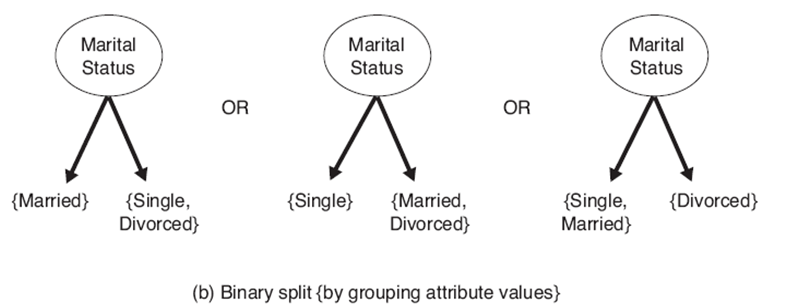 Marital
Status
{Married}
{Single,
Divorced}
OR
Marital
Status
{Single}
{Married,
Divorced}
OR
Marital
Status
{Single,
Married}
{Divorced}
(b) Binary split {by grouping attribute values}